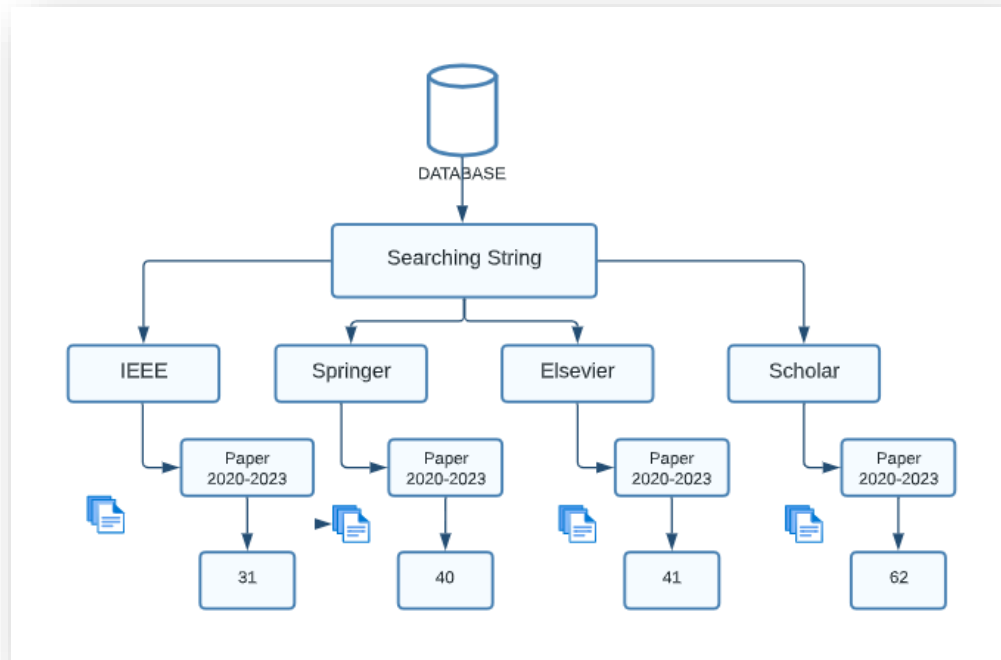 DATABASE
Searching String
IEEE
Springer
Elsevier
Scholar
Paper
2020-2023
Paper
2020-2023
Paper
2020-2023
Paper
2020-2023
31
40
41
62